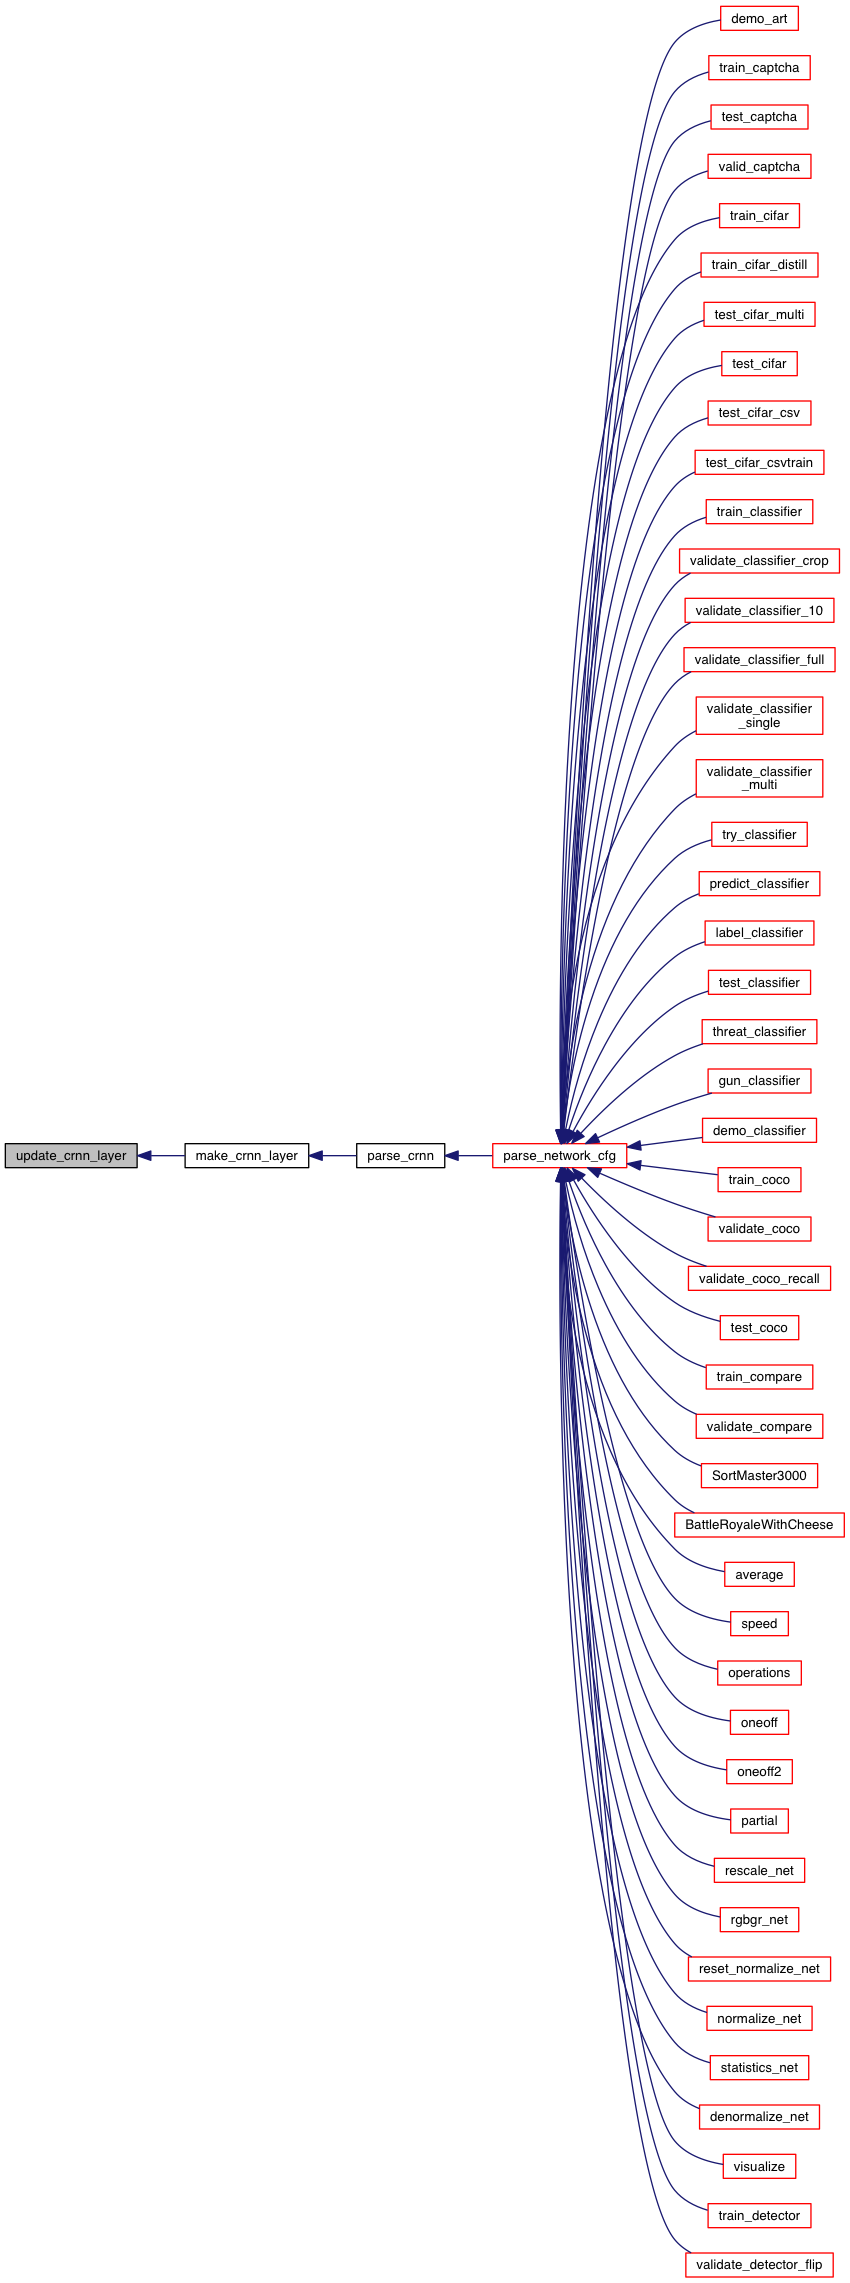 demo_art
train_captcha
test_captcha
valid_captcha
train_cifar
train_cifar_distill
test_cifar_multi
test_cifar
test_cifar_csv
test_cifar_csvtrain
train_classifier
validate_classifier_crop
validate_classifier_10
validate_classifier_full
validate_classifier
_single
validate_classifier
_multi
try_classifier
predict_classifier
label_classifier
test_classifier
threat_classifier
gun_classifier
demo_classifier
update_crnn_layer
make_crnn_layer
parse_crnn
parse_network_cfg
train_coco
validate_coco
validate_coco_recall
test_coco
train_compare
validate_compare
SortMaster3000
BattleRoyaleWithCheese
average
speed
operations
oneoff
oneoff2
partial
rescale_net
rgbgr_net
reset_normalize_net
normalize_net
statistics_net
denormalize_net
visualize
train_detector
validate_detector_flip